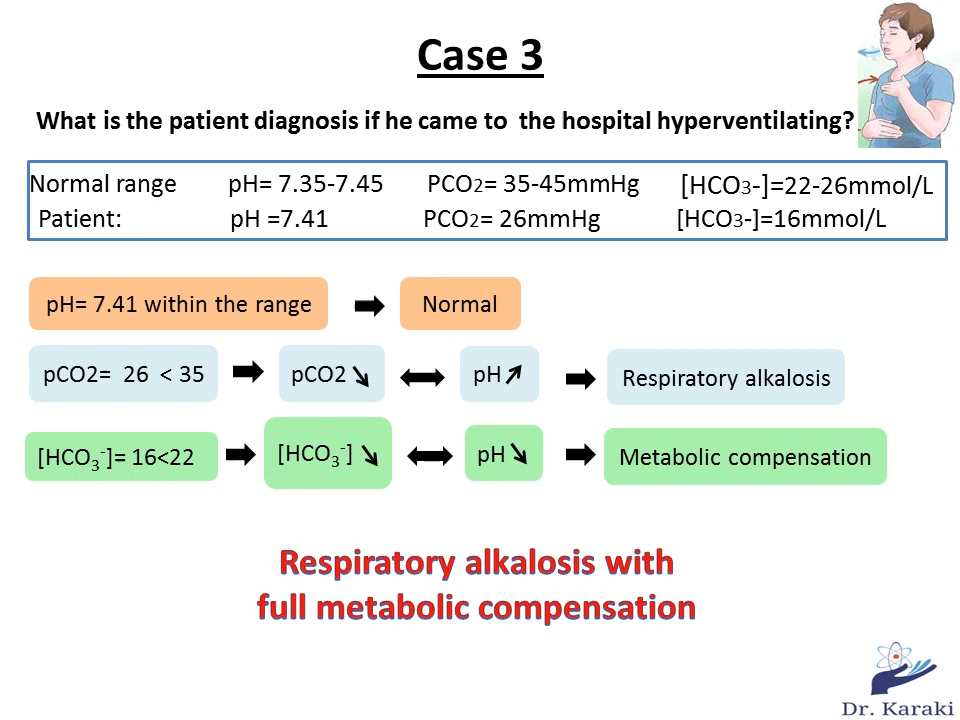 Case 3
What is the patient diagnosis if he came to the hospital hyperventilating?
Normal range pH= 7.35-7.45 PCO2= 35-45mmHg [HCO3-]=22-26mmol/L
Patient: pH =7.41 PCO2= 26mmHg [HCO3-]=16mmol/L
pH= 7.41 within the range ➡ Normal
pCO2= 26 < 35 ➡ pCO2 ↘ ↔ pH ↗ ➡ Respiratory alkalosis
[HCO₃⁻]= 16<22 ➡ [HCO₃⁻] ↘ ↔ pH ↘ ➡ Metabolic compensation
Respiratory alkalosis with
full metabolic compensation
Dr. Karaki